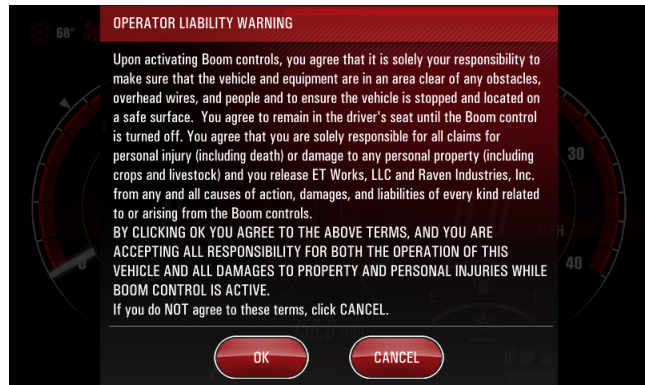 OPERATOR LIABILITY WARNING
68°
Upon activating Boom controls, you agree that it is solely your responsibility to
make sure that the vehicle and equipment are in an area clear of any obstacles,
overhead wires, and people and to ensure the vehicle is stopped and located on
a safe surface.  You agree to remain in the driver's seat until the Boom control
is turned off. You agree that you are solely responsible for all claims for
personal injury (including death) or damage to any personal property (including
crops and livestock) and you release ET Works, LLC and Raven Industries, Inc.
from any and all causes of action, damages, and liabilities of every kind related
to or arising from the Boom controls.
BY CLICKING OK YOU AGREE TO THE ABOVE TERMS, AND YOU ARE
ACCEPTING ALL RESPONSIBILITY FOR BOTH THE OPERATION OF THIS
VEHICLE AND ALL DAMAGES TO PROPERTY AND PERSONAL INJURIES WHILE
BOOM CONTROL IS ACTIVE.
If you do NOT agree to these terms, click CANCEL.
30
MPH
0
40
OK
CANCEL